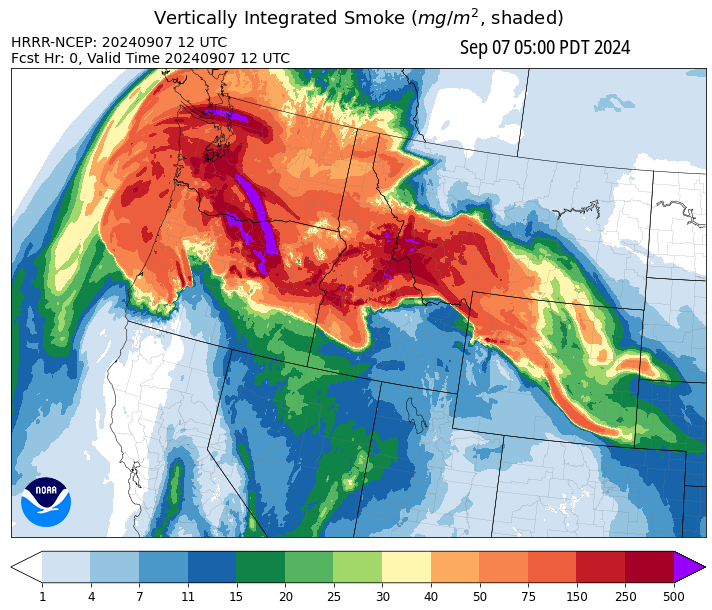 Vertically Integrated Smoke (mg/m², shaded)
HRRR-NCEP: 20240907 12 UTC
Sep 07 05:00 PDT 2024
Fcst Hr: 0, Valid Time 20240907 12 UTC
NOAA
1 4 7 11 15 20 25 30 40 50 75 150 250 500